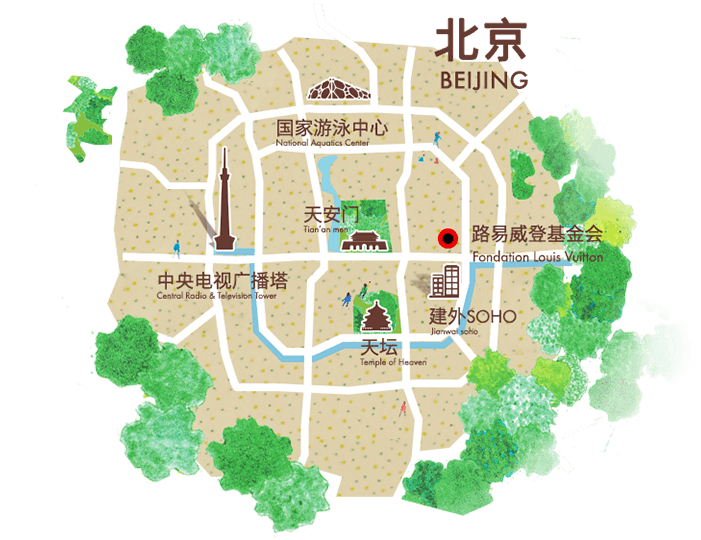 北京
BEIJING
国家游泳中心
National Aquatics Center
天安门
Tian'an men
路易威登基金会
Fondation Louis Vuitton
中央电视广播塔
Central Radio & Television Tower
建外SOHO
Jianwai soho
天坛
Temple of Heaven